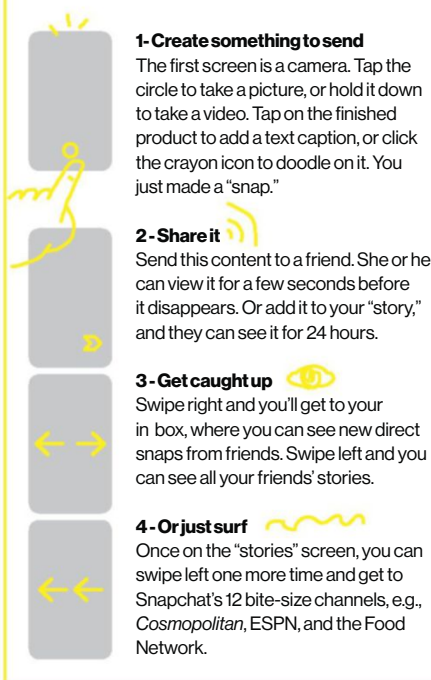 1- Create something to send
The first screen is a camera. Tap the
circle to take a picture, or hold it down
to take a video. Tap on the finished
product to add a text caption, or click
the crayon icon to doodle on it. You
just made a “snap.”
2 - Share it
Send this content to a friend. She or he
can view it for a few seconds before
it disappears. Or add it to your “story,”
and they can see it for 24 hours.
3 - Get caught up
Swipe right and you’ll get to your
in box, where you can see new direct
snaps from friends. Swipe left and you
can see all your friends’ stories.
4 - Or just surf
Once on the “stories” screen, you can
swipe left one more time and get to
Snapchat’s 12 bite-size channels, e.g.,
Cosmopolitan, ESPN, and the Food
Network.